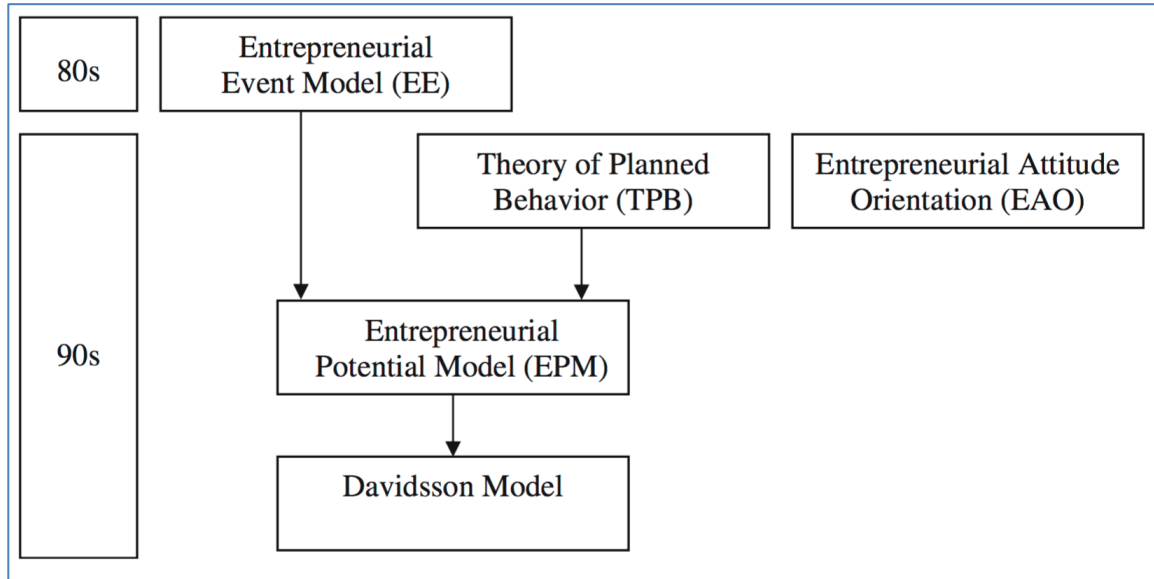 80s
Entrepreneurial
Event Model (EE)
90s
Theory of Planned
Behavior (TPB)
Entrepreneurial Attitude
Orientation (EAO)
Entrepreneurial
Potential Model (EPM)
Davidsson Model